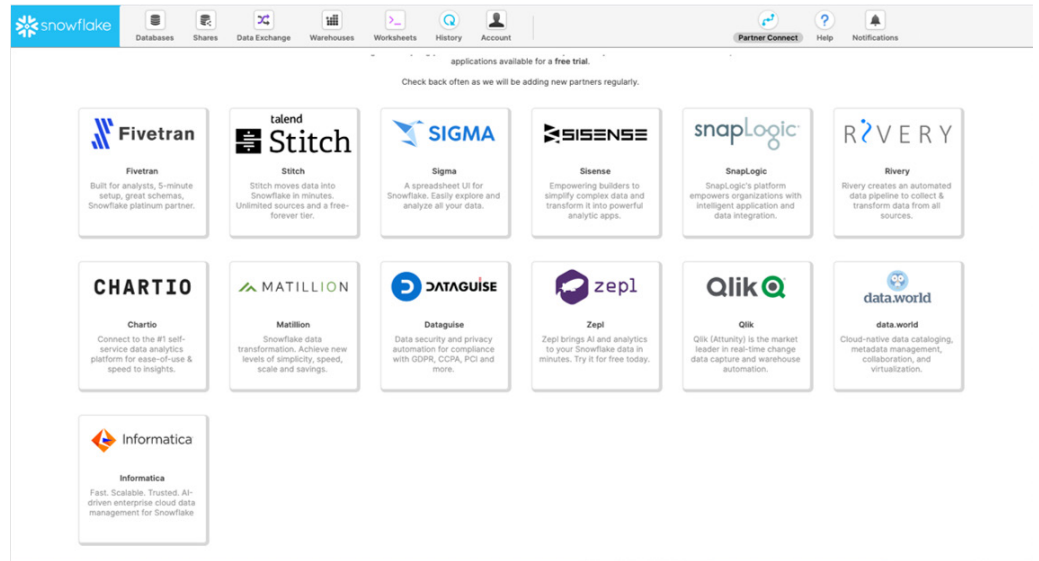 snowflake
Databases
Shares
Data Exchange
Warehouses
Worksheets
History
Account
Partner Connect
Help
Notifications
applications available for a free trial.
Check back often as we will be adding new partners regularly.
Fivetran
Fivetran
Built for analysts, 5-minute
setup, great schemas,
Snowflake platinum partner.
talend
Stitch
Stitch
Stitch moves data into
Snowflake in minutes.
Unlimited sources and a free-
forever tier.
SIGMA
Sigma
A spreadsheet UI for
Snowflake. Easily explore and
analyze all your data.
SISENSE
Sisense
Empowering builders to
simplify complex data and
transform it into powerful
analytic apps.
snapLogic
SnapLogic
SnapLogic's platform
empowers organizations with
intelligent application and
data integration.
RIVERY
Rivery
Rivery creates an automated
data pipeline to collect &
transform data from all
sources.
CHARTIO
Chartio
Connect to the #1 self-
service data analytics
platform for ease-of-use &
speed to insights.
MATILLION
Matillion
Snowflake data
transformation. Achieve new
levels of simplicity, speed,
scale and savings.
DATAGUISE
Dataguise
Data security and privacy
automation for compliance
with GDPR, CCPA, PCI and
more.
zepl
Zepl
Zepl brings AI and analytics
to your Snowflake data in
minutes. Try it for free today.
Qlik
Qlik
Qlik (Attunity) is the market
leader in real-time change
data capture and warehouse
automation.
data.world
data.world
Cloud-native data cataloging,
metadata management,
collaboration, and
virtualization.
Informatica
Informatica
Fast. Scalable. Trusted. AI-
driven enterprise cloud data
management for Snowflake